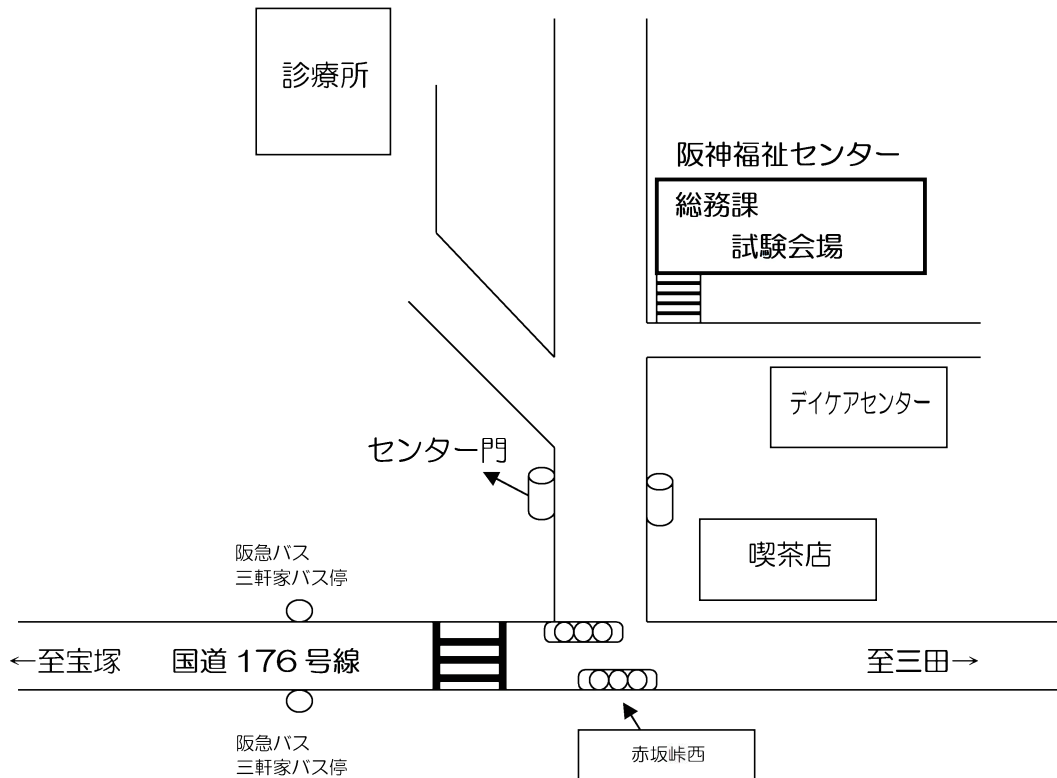 診療所
阪神福祉センター
総務課
試験会場
デイケアセンター
センター門
喫茶店
阪急バス
三軒家バス停
←至宝塚
国道176号線
至三田→
阪急バス
三軒家バス停
赤坂峠西